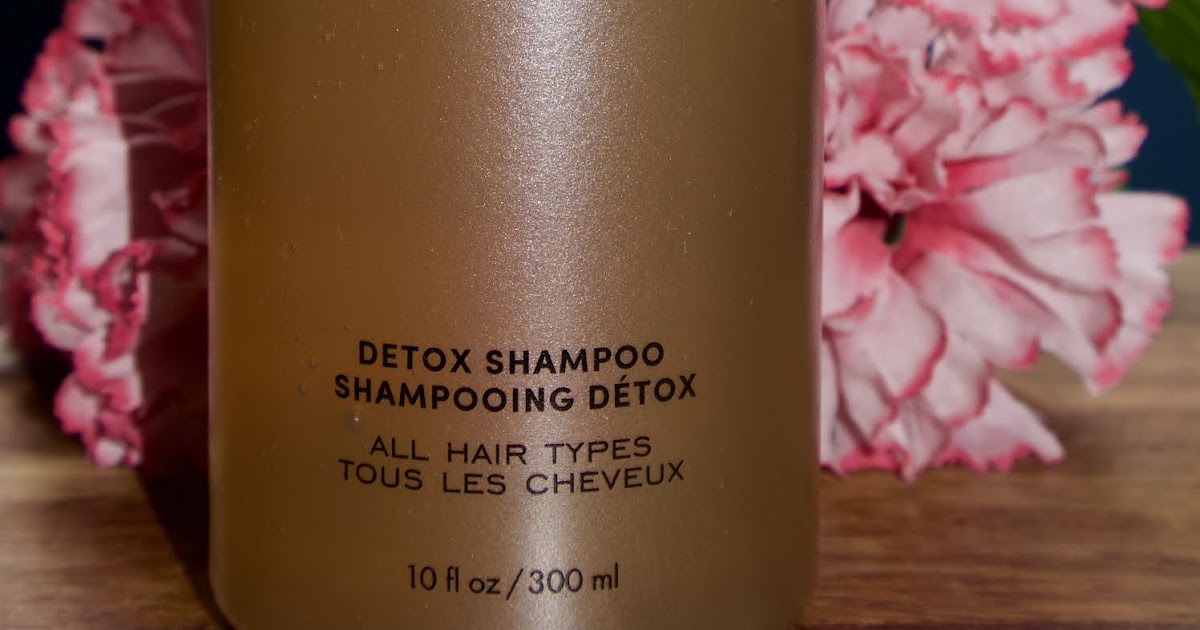 DETOX SHAMPOO
SHAMPOOING DÉTOX
ALL HAIR TYPES
TOUS LES CHEVEUX
10 fl oz / 300 ml